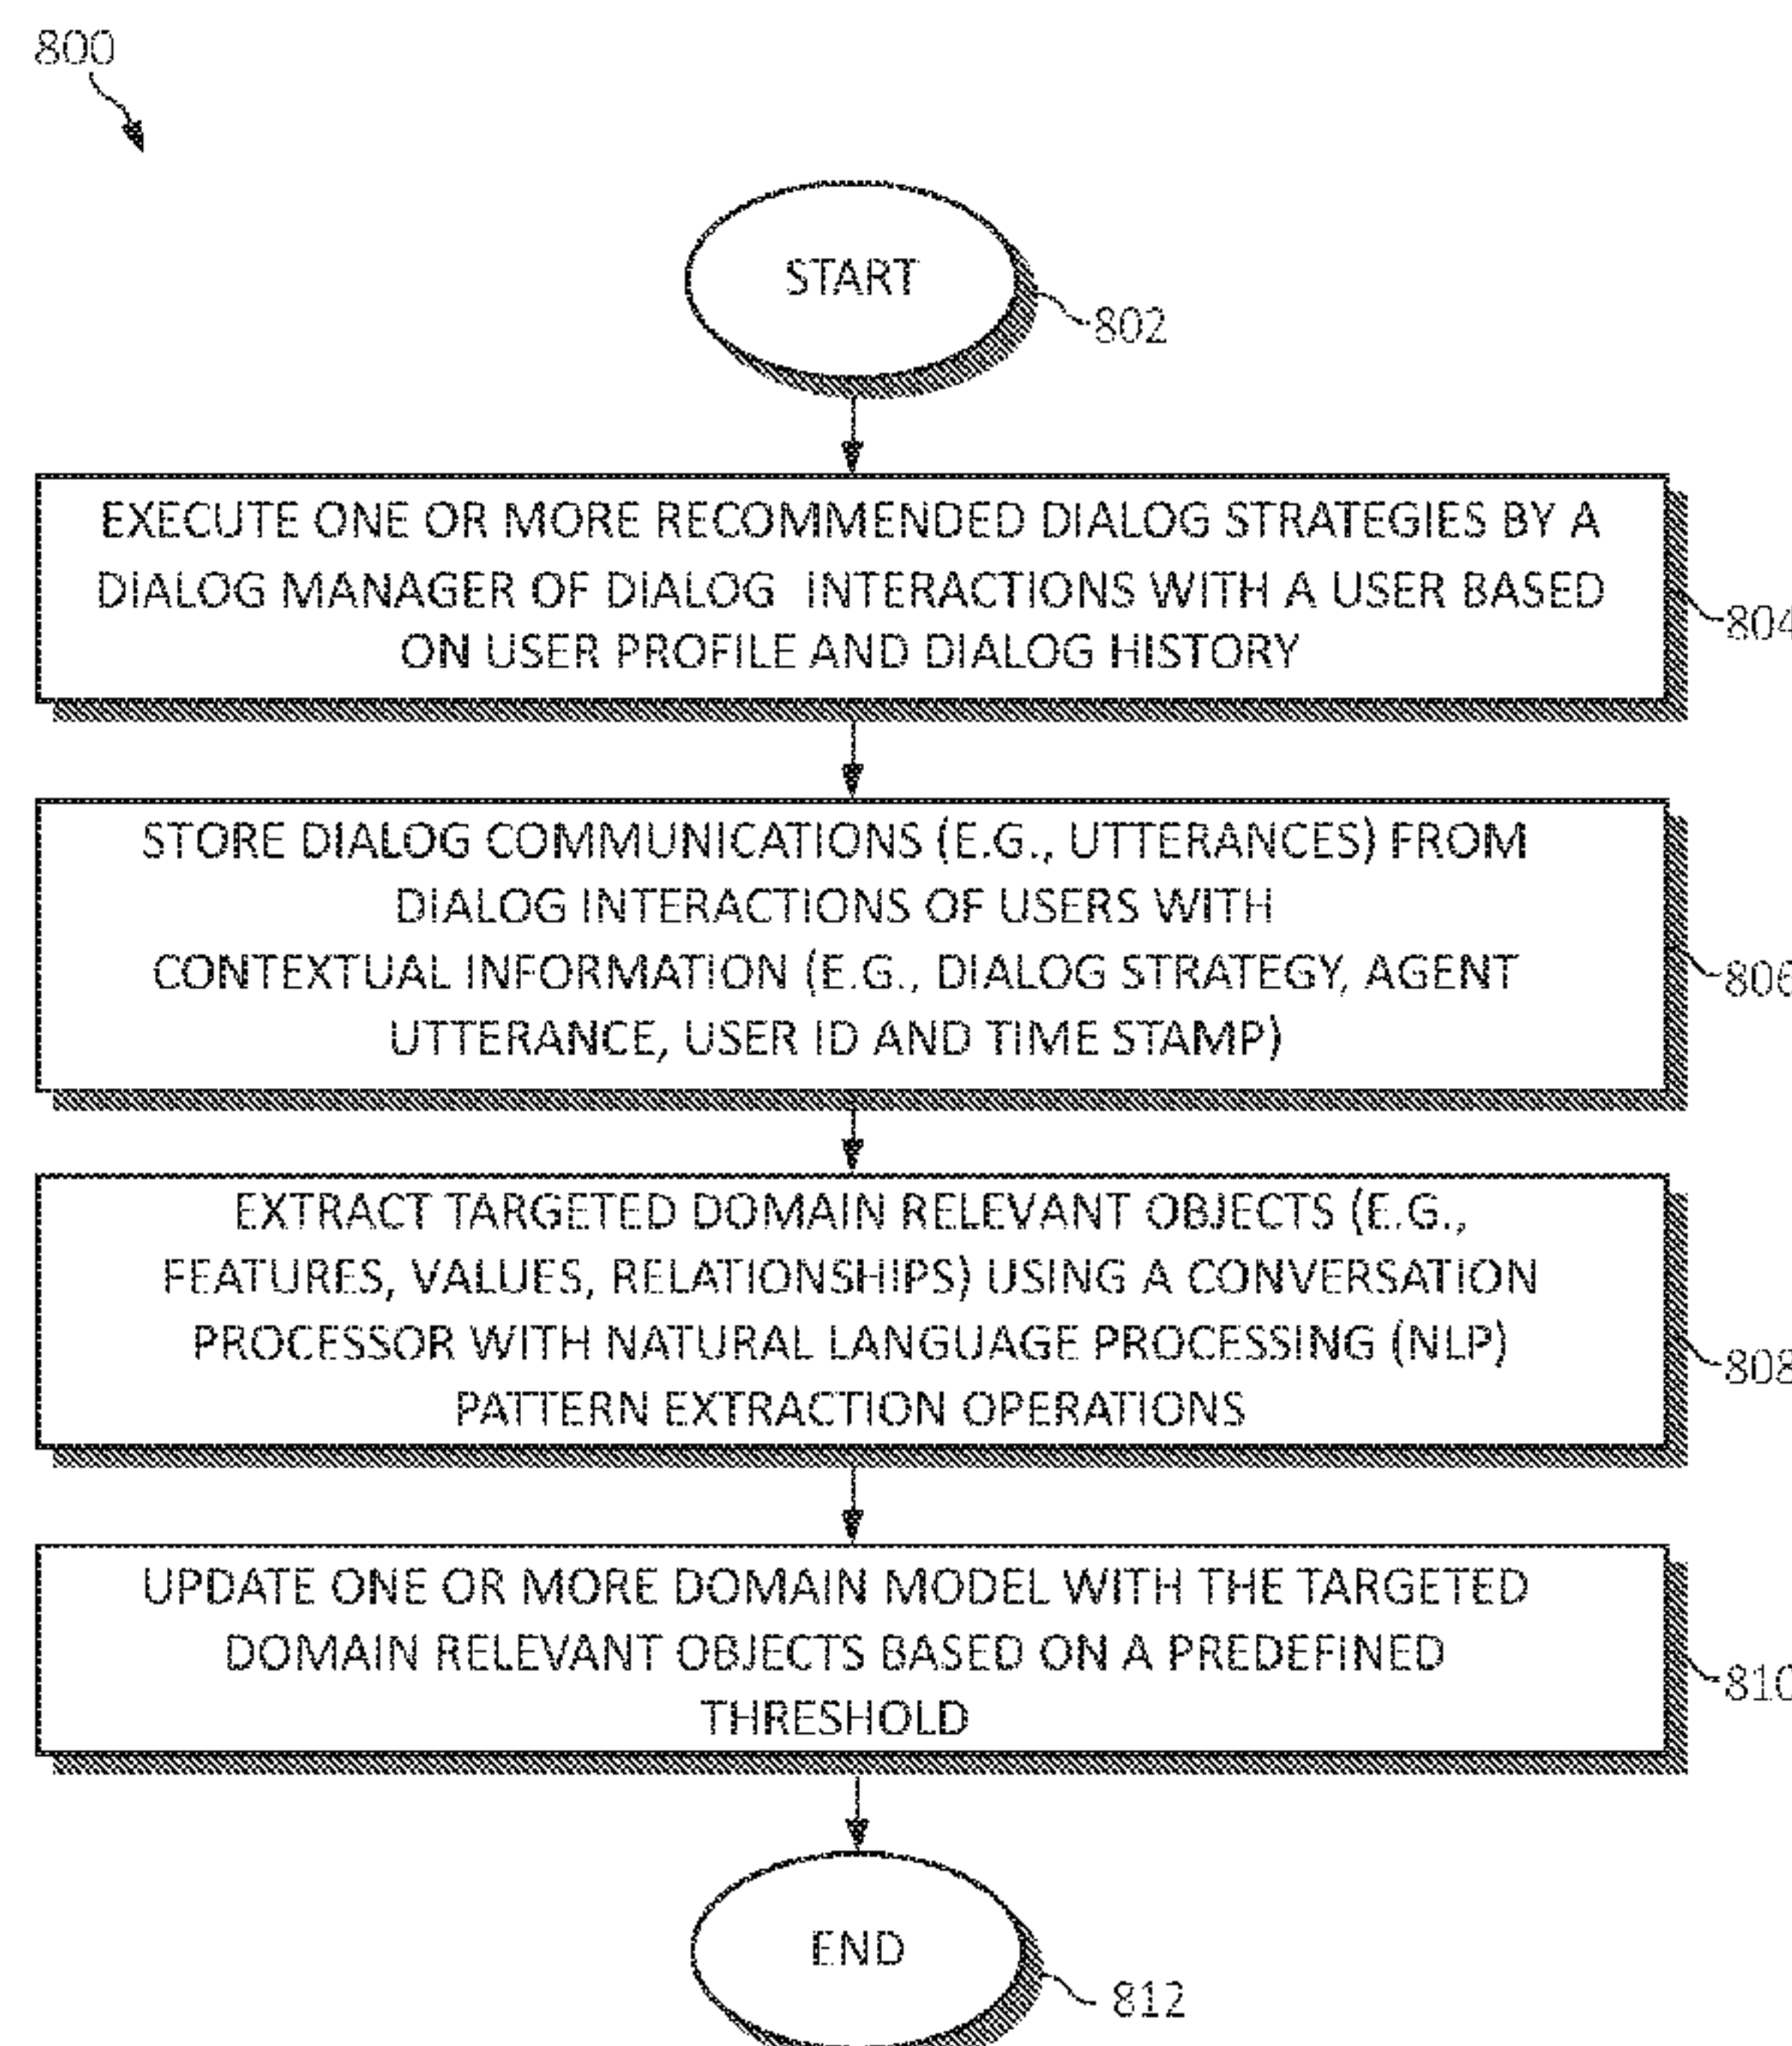 800
START
802
EXECUTE ONE OR MORE RECOMMENDED DIALOG STRATEGIES BY A
DIALOG MANAGER OF DIALOG INTERACTIONS WITH A USER BASED
ON USER PROFILE AND DIALOG HISTORY
804
STORE DIALOG COMMUNICATIONS (E.G., UTTERANCES) FROM
DIALOG INTERACTIONS OF USERS WITH
CONTEXTUAL INFORMATION (E.G., DIALOG STRATEGY, AGENT
UTTERANCE, USER ID AND TIME STAMP)
806
EXTRACT TARGETED DOMAIN RELEVANT OBJECTS (E.G.,
FEATURES, VALUES, RELATIONSHIPS) USING A CONVERSATION
PROCESSOR WITH NATURAL LANGUAGE PROCESSING (NLP)
PATTERN EXTRACTION OPERATIONS
808
UPDATE ONE OR MORE DOMAIN MODEL WITH THE TARGETED
DOMAIN RELEVANT OBJECTS BASED ON A PREDEFINED
THRESHOLD
810
END
812